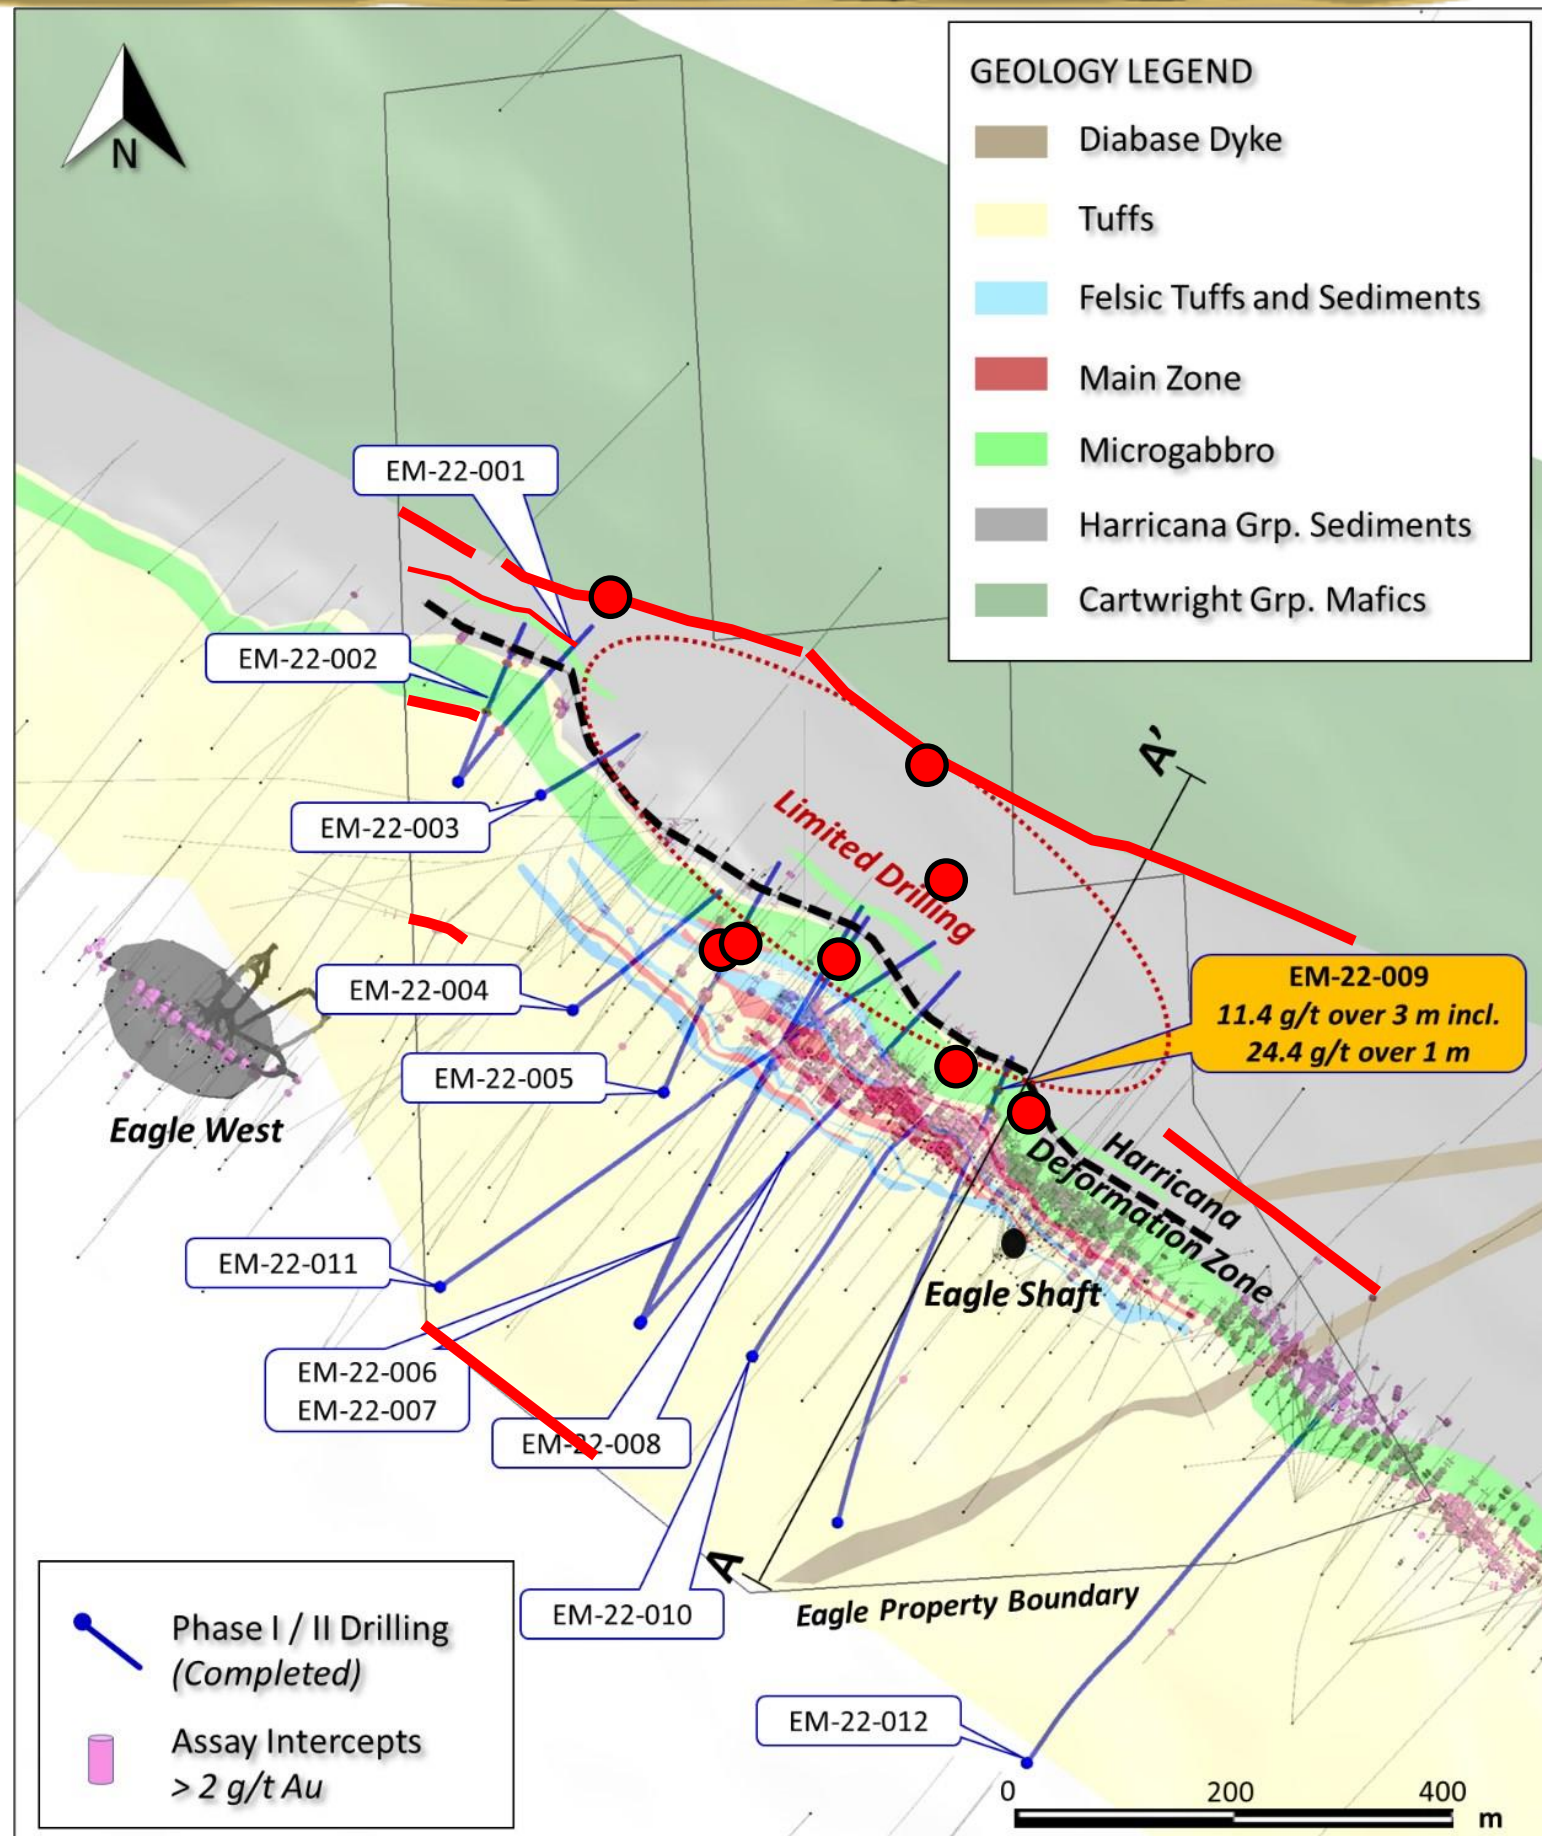 GEOLOGY LEGEND
Diabase Dyke
Tuffs
Felsic Tuffs and Sediments
Main Zone
Microgabbro
Harricana Grp. Sediments
Cartwright Grp. Mafics
N
EM-22-001
EM-22-002
EM-22-003
A'
Limited Drilling
EM-22-004
EM-22-009
11.4 g/t over 3 m incl.
24.4 g/t over 1 m
EM-22-005
Eagle West
Harricana
Deformation Zone
EM-22-011
Eagle Shaft
EM-22-006
EM-22-007
EM-22-008
A
EM-22-010
Eagle Property Boundary
EM-22-012
Phase I / II Drilling
(Completed)
Assay Intercepts
> 2 g/t Au
0 200 400
m